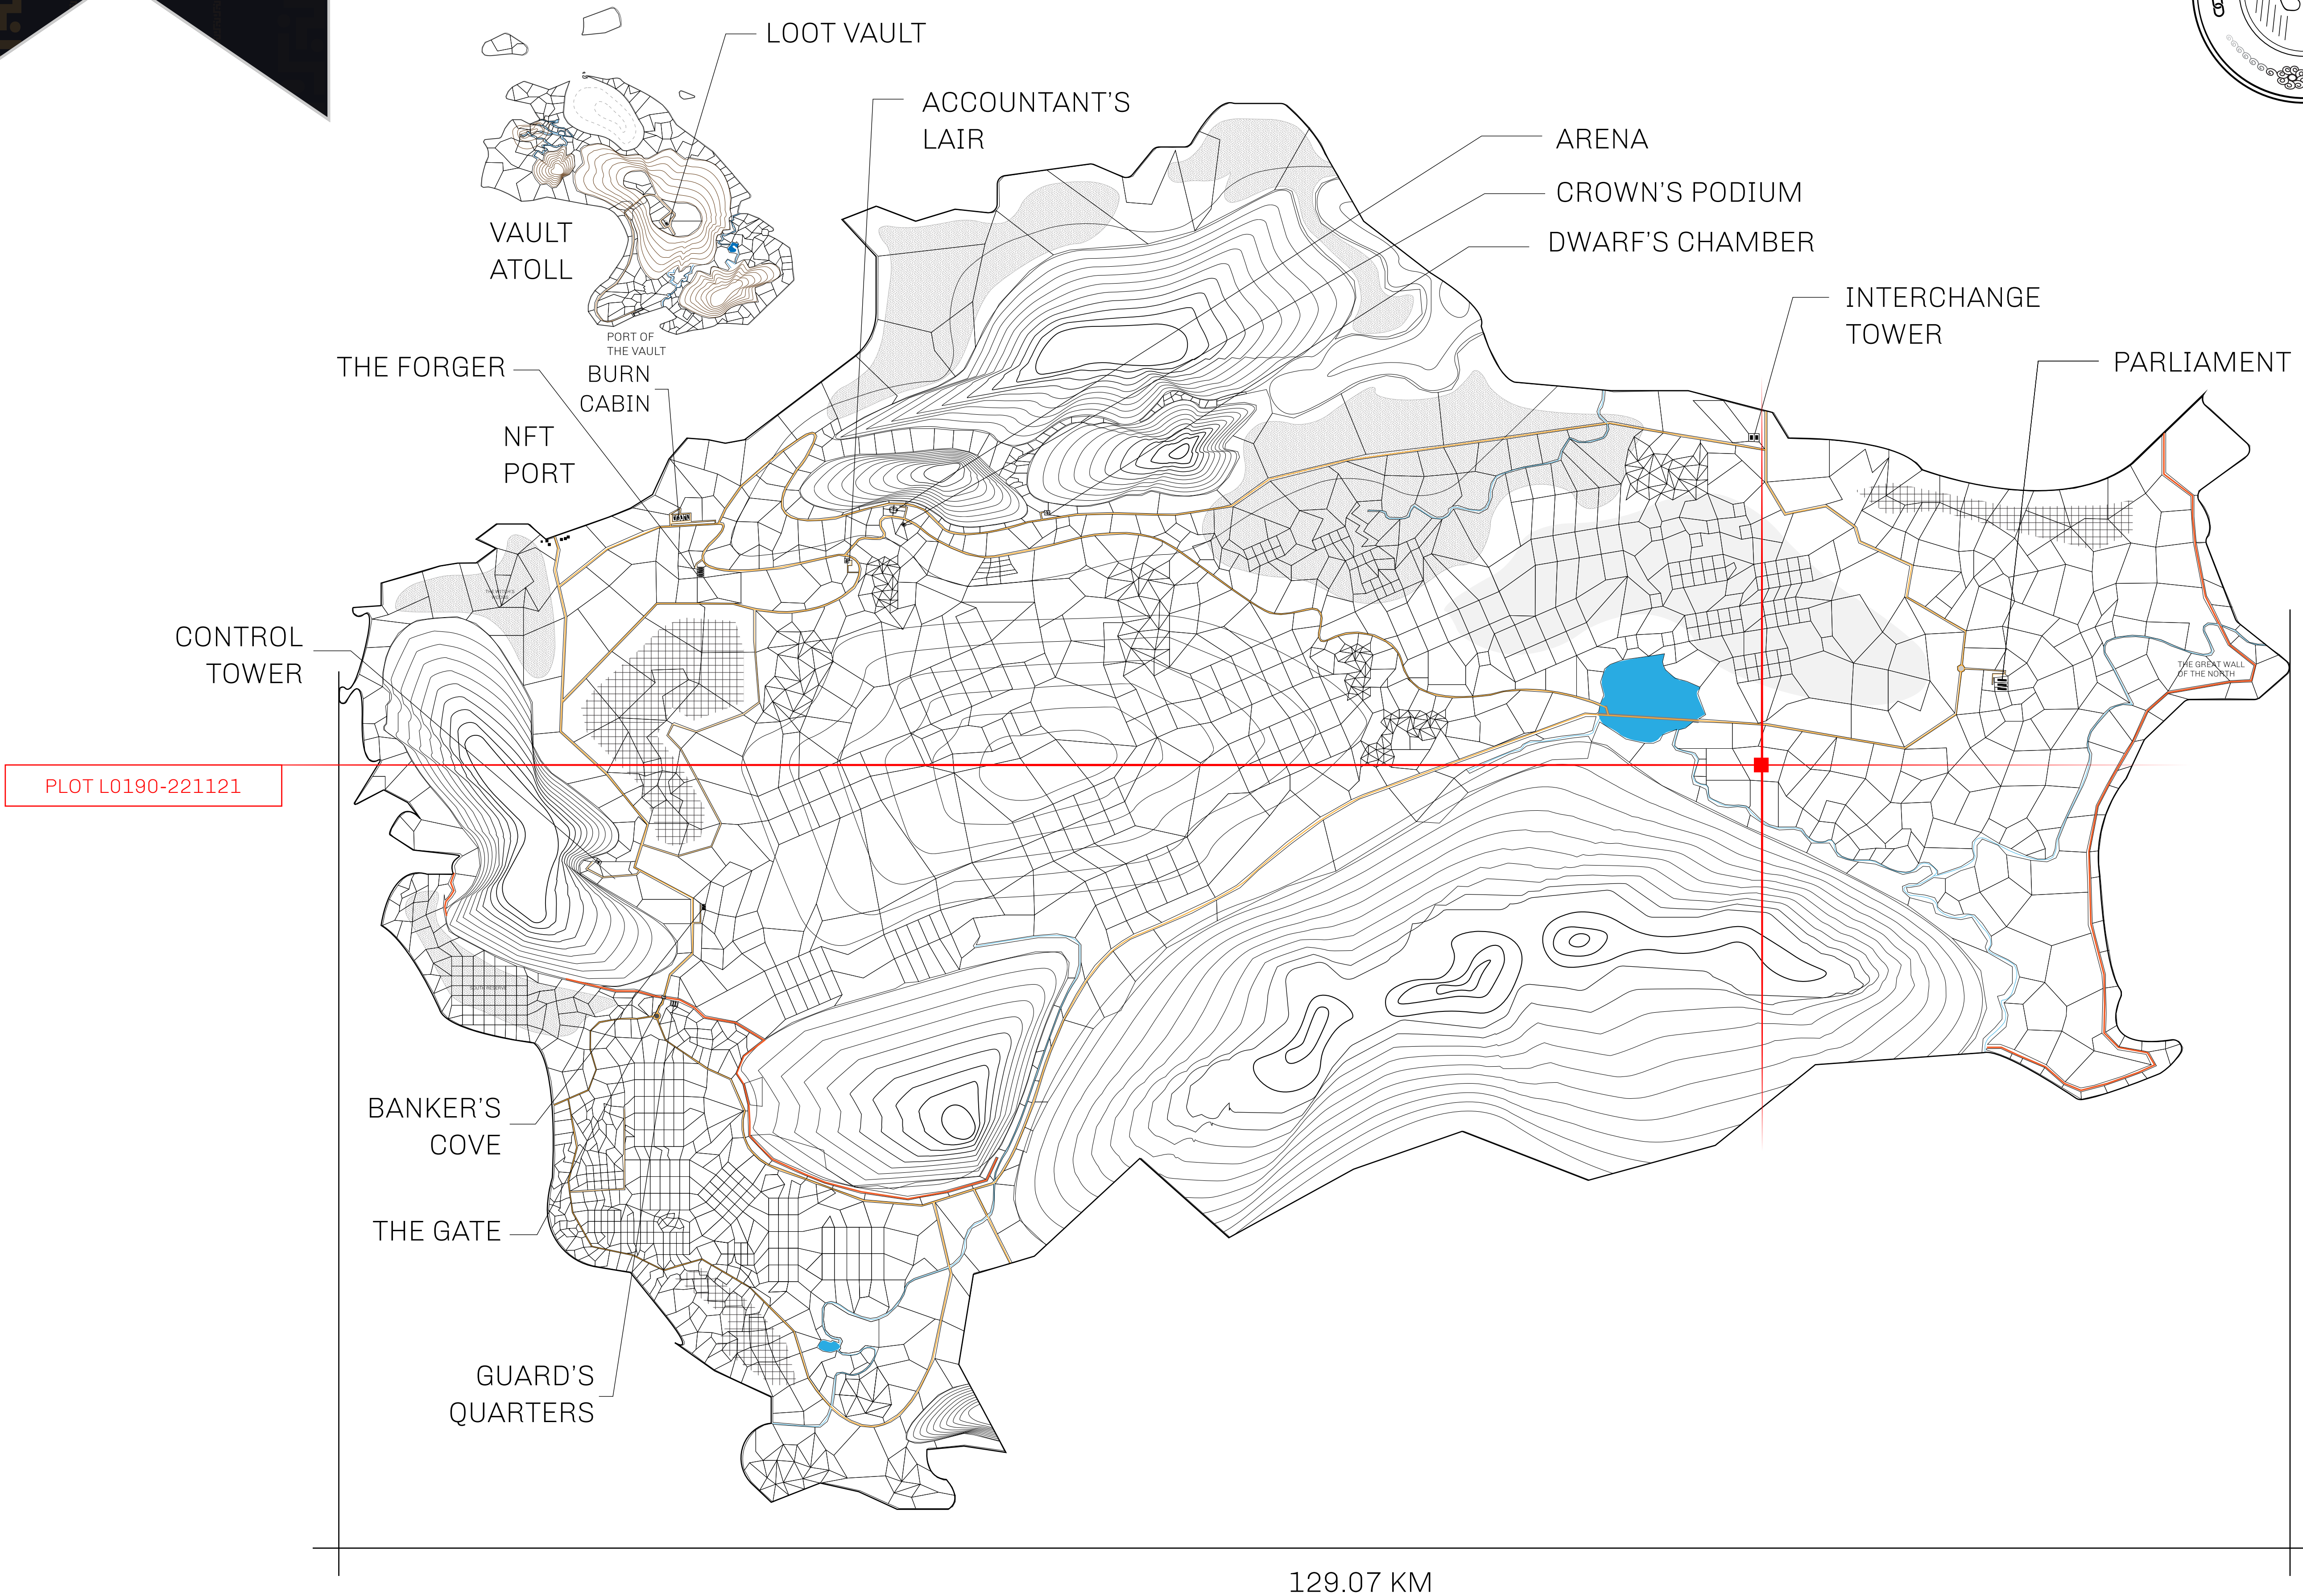 LOOT VAULT
ACCOUNTANT'S
LAIR
ARENA
CROWN'S PODIUM
DWARF'S CHAMBER
VAULT
ATOLL
INTERCHANGE
TOWER
PORT OF
THE VAULT
THE FORGER
BURN
CABIN
PARLIAMENT
NFT
PORT
CONTROL
TOWER
THE GREAT WALL
OF THE NORTH
PLOT L0190-221121
SOUTH RESERVE
BANKER'S
COVE
THE GATE
GUARD'S
QUARTERS
129.07 KM